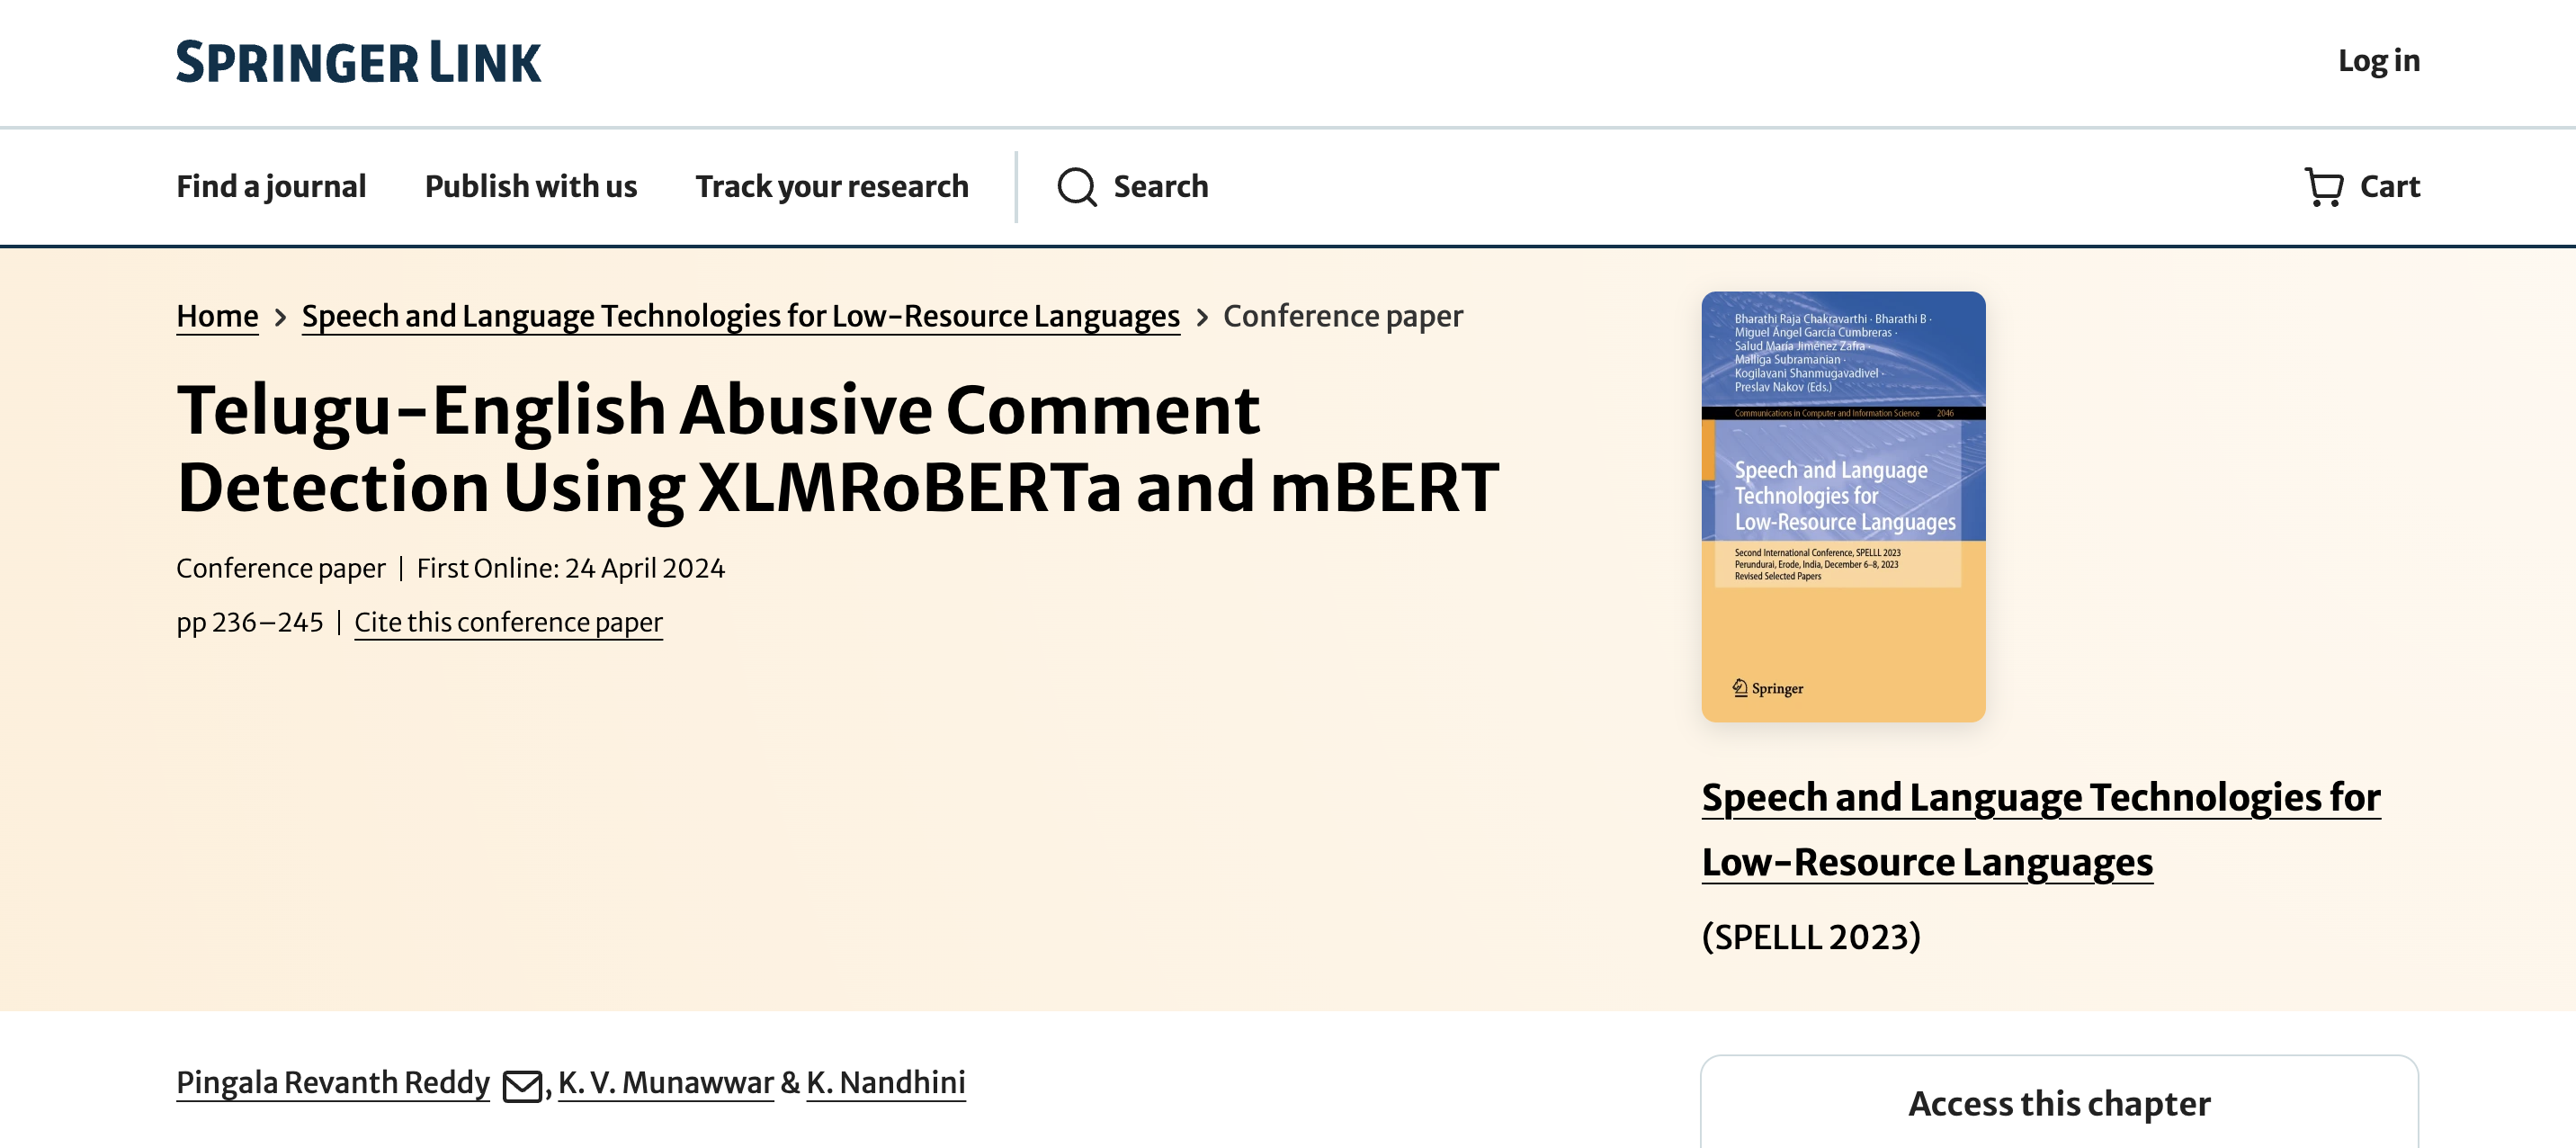 SPRINGER LINK
Log in
Find a journal
Publish with us
Track your research
Search
Cart
Home > Speech and Language Technologies for Low-Resource Languages > Conference paper
Telugu-English Abusive Comment
Detection Using XLMRoBERTa and mBERT
Conference paper | First Online: 24 April 2024
pp 236–245 | Cite this conference paper
Bharathi Raja Chakravarthi · Bharathi B ·
Miguel Ángel García Cumbreras ·
Salud María Jiménez Zafra ·
Malliga Subramanian ·
Kogilavani Shanmugavadivel ·
Preslav Nakov (Eds.)
Communications in Computer and Information Science 2046
Speech and Language
Technologies for
Low-Resource Languages
Second International Conference, SPELLL 2023
Perundurai, Erode, India, December 6–8, 2023
Revised Selected Papers
Springer
Speech and Language Technologies for
Low-Resource Languages
(SPELLL 2023)
Pingala Revanth Reddy, K. V. Munawwar & K. Nandhini
Access this chapter